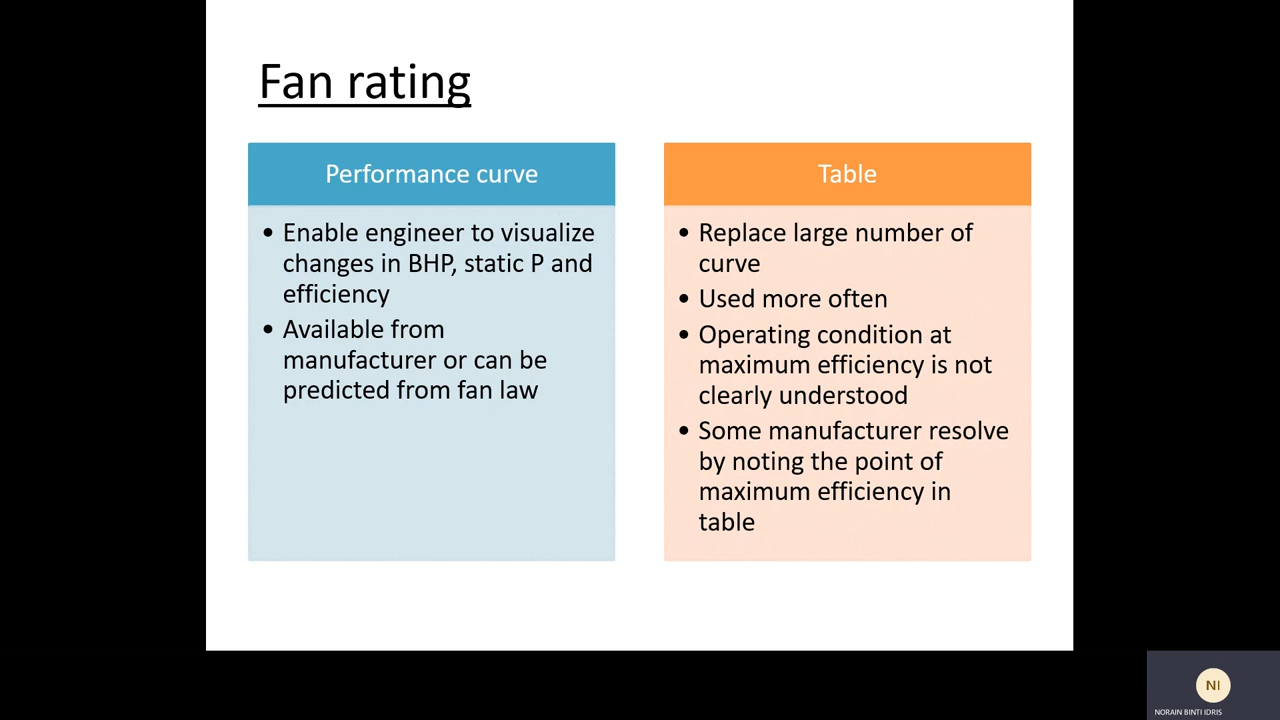 Fan rating
Performance curve
• Enable engineer to visualize
changes in BHP, static P and
efficiency
• Available from
manufacturer or can be
predicted from fan law
Table
• Replace large number of
curve
• Used more often
• Operating condition at
maximum efficiency is not
clearly understood
• Some manufacturer resolve
by noting the point of
maximum efficiency in
table
NI
NORAIN BINTI IDRIS